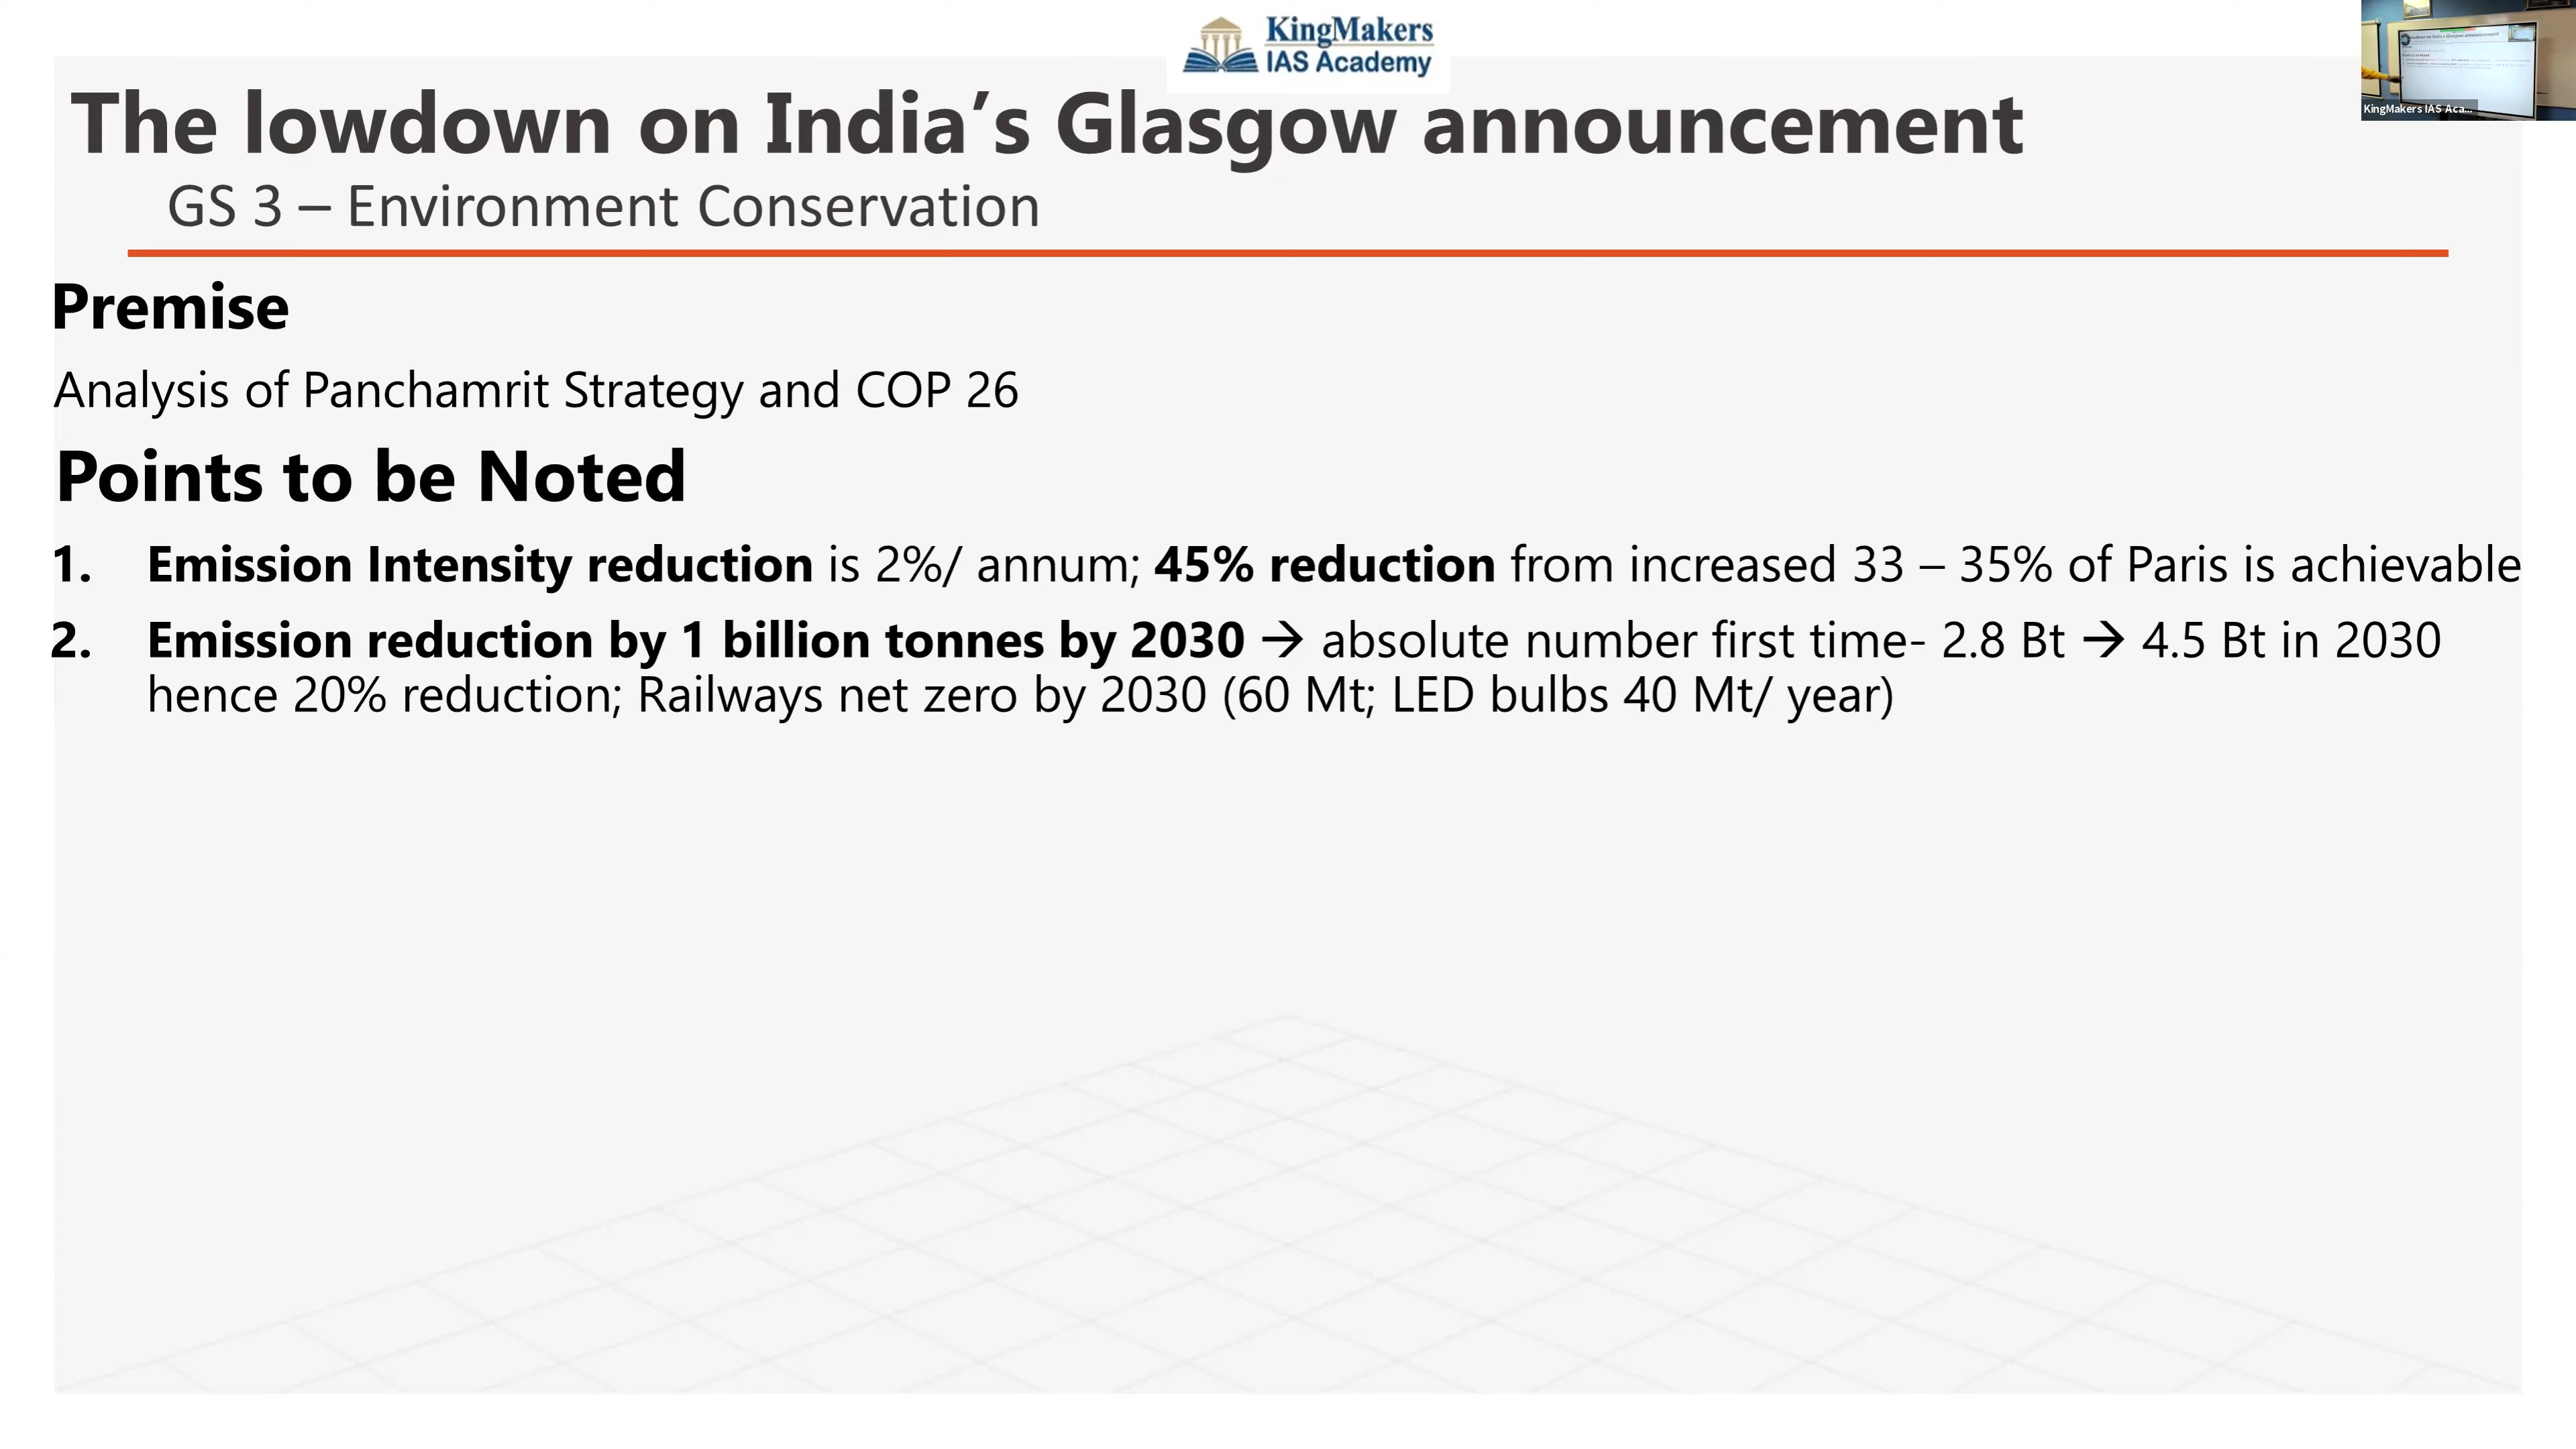 KingMakers
IAS Academy
KingMakers IAS Aca...
The lowdown on India’s Glasgow announcement
GS 3 – Environment Conservation
Premise
Analysis of Panchamrit Strategy and COP 26
Points to be Noted
1. Emission Intensity reduction is 2%/ annum; 45% reduction from increased 33 – 35% of Paris is achievable
2. Emission reduction by 1 billion tonnes by 2030 → absolute number first time- 2.8 Bt → 4.5 Bt in 2030
hence 20% reduction; Railways net zero by 2030 (60 Mt; LED bulbs 40 Mt/ year)